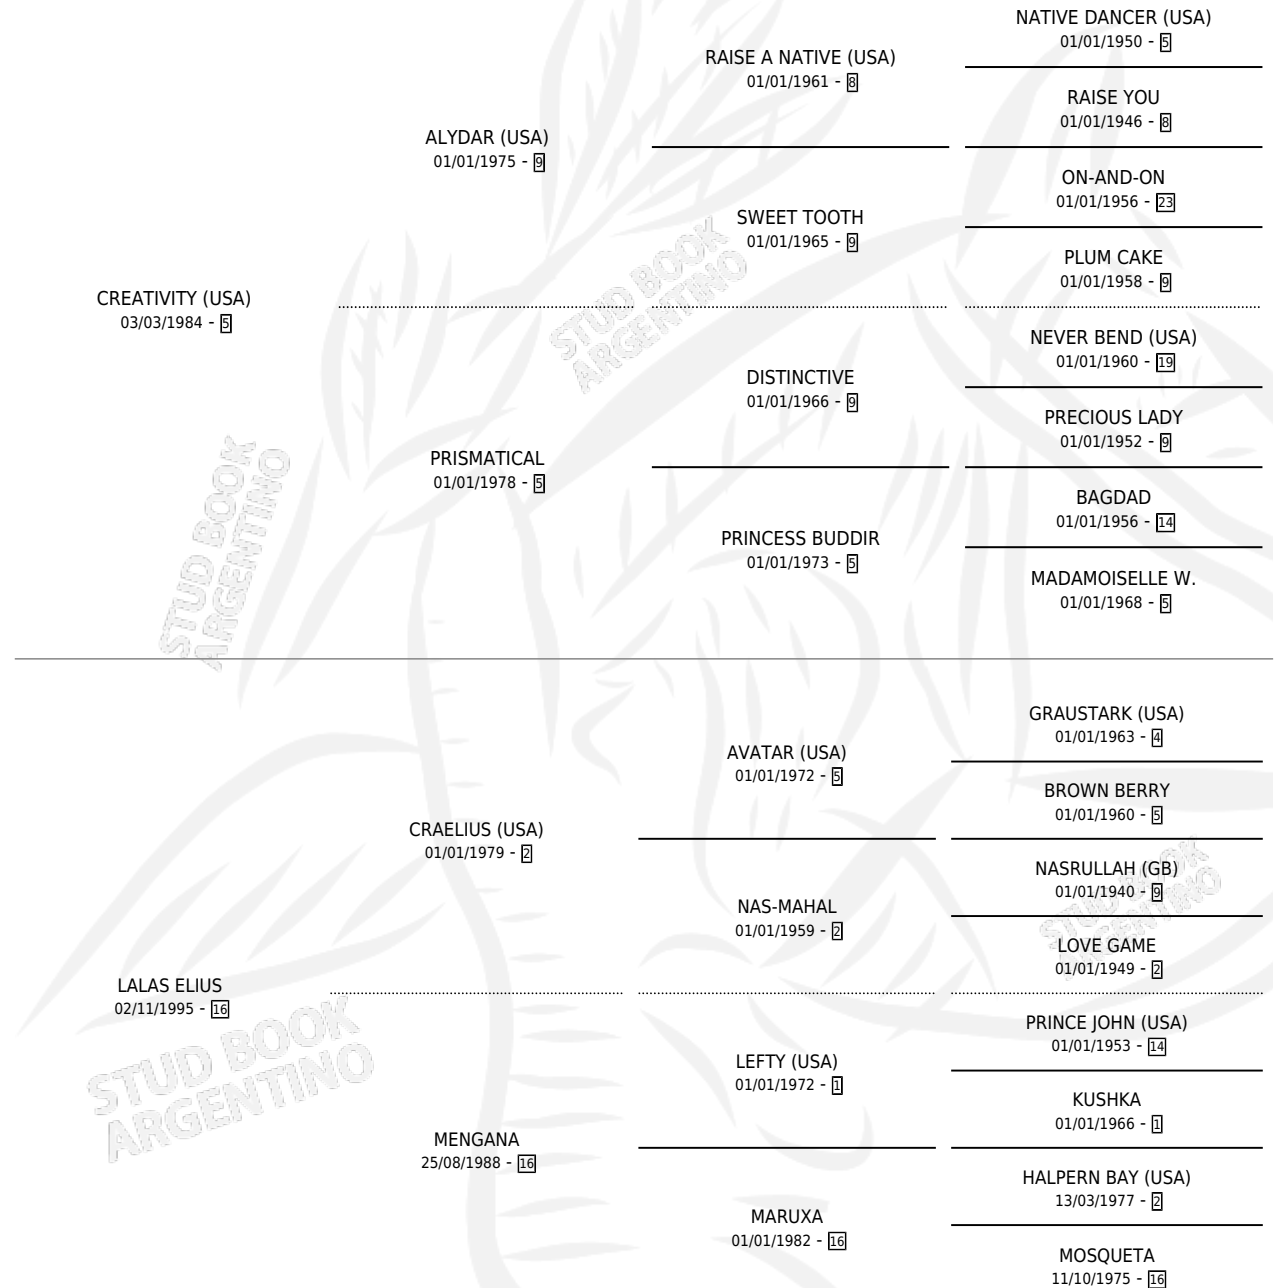 NATIVE DANCER (USA)
01/01/1950 - 5
RAISE A NATIVE (USA)
01/01/1961 - 8
RAISE YOU
01/01/1946 - 8
ALYDAR (USA)
01/01/1975 - 9
ON-AND-ON
01/01/1956 - 23
SWEET TOOTH
01/01/1965 - 9
PLUM CAKE
01/01/1958 - 9
CREATIVITY (USA)
03/03/1984 - 5
NEVER BEND (USA)
01/01/1960 - 19
DISTINCTIVE
01/01/1966 - 9
PRECIOUS LADY
01/01/1952 - 9
PRISMATICAL
01/01/1978 - 5
BAGDAD
01/01/1956 - 14
PRINCESS BUDDIR
01/01/1973 - 5
MADAMOISELLE W.
01/01/1968 - 5
STUD BOOK
ARGENTINO
STUD BOOK
ARGENTINO
GRAUSTARK (USA)
01/01/1963 - 4
AVATAR (USA)
01/01/1972 - 5
BROWN BERRY
01/01/1960 - 5
CRAELIUS (USA)
01/01/1979 - 2
NASRULLAH (GB)
01/01/1940 - 9
NAS-MAHAL
01/01/1959 - 2
LOVE GAME
01/01/1949 - 2
STUD BOOK
ARGENTINO
LALAS ELIUS
02/11/1995 - 16
PRINCE JOHN (USA)
01/01/1953 - 14
LEFTY (USA)
01/01/1972 - 1
KUSHKA
01/01/1966 - 1
MENGANA
25/08/1988 - 16
HALPERN BAY (USA)
13/03/1977 - 2
MARUXA
01/01/1982 - 16
MOSQUETA
11/10/1975 - 16
STUD BOOK
ARGENTINO